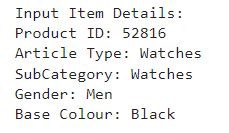 Input Item Details:
Product ID: 52816
Article Type: Watches
SubCategory: Watches
Gender: Men
Base Colour: Black